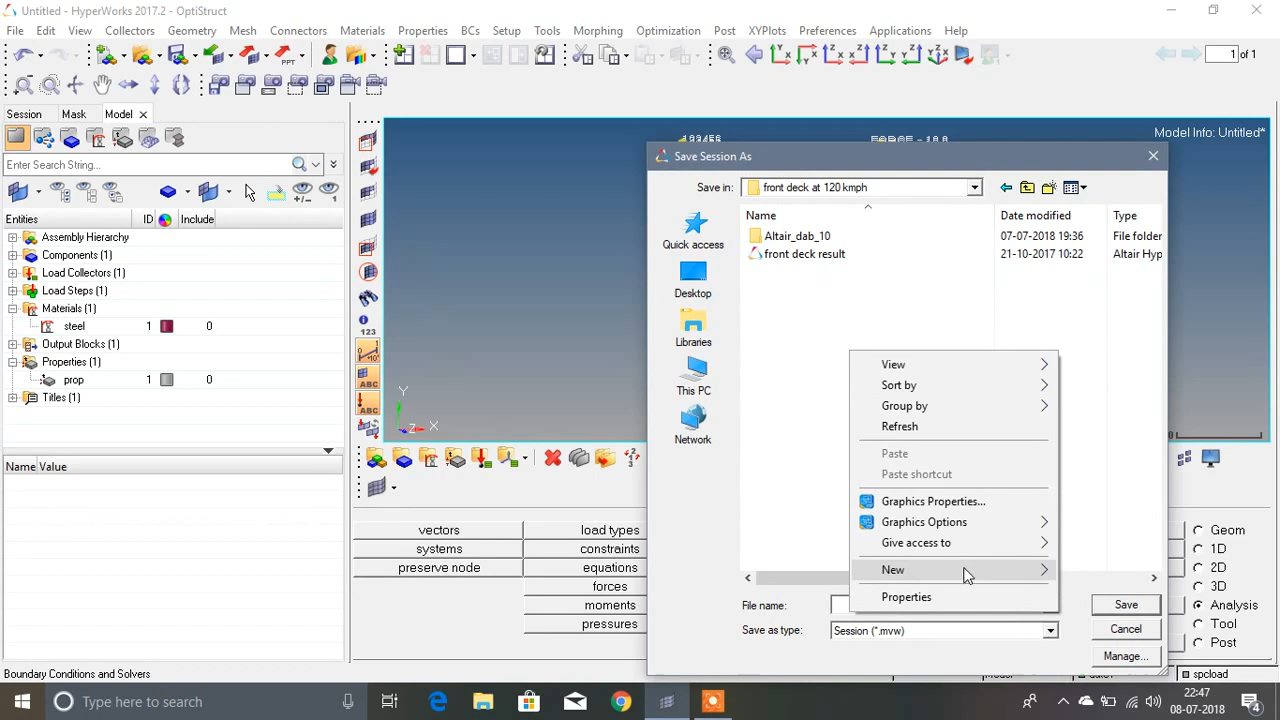 Untitled - HyperWorks 2017.2 - OptiStruct
File Edit View Collectors Geometry Mesh Connectors Materials Properties BCs Setup Tools Morphing Optimization Post XYPlots Preferences Applications Help
PPT
1 of 1
Session Mask Model
Enter Search String...
Entities ID Include
Assembly Hierarchy
Components (1)
Load Collectors (1)
Load Steps (1)
Materials (1)
steel 1 0
Output Blocks (1)
Properties (1)
prop 1 0
Titles (1)
Name Value
Boundary Conditions and Solvers
123
ABC
ABC
Y
Z X
Model Info: Untitled*
Save Session As
Save in: front deck at 120 kmph
Quick access
Desktop
Libraries
This PC
Network
Name Date modified Type
Altair_dab_10 07-07-2018 19:36 File folder
front deck result 21-10-2017 10:22 Altair Hyp
View
Sort by
Group by
Refresh
Paste
Paste shortcut
Graphics Properties...
Graphics Options
Give access to
New
Properties
File name:
Save as type: Session (*.mvw)
Save
Cancel
Manage...
vectors load types
systems constraints
preserve node equations
forces
moments
pressures
Geom
1D
2D
3D
Analysis
Tool
Post
spcload
Type here to search
22:47
08-07-2018
4